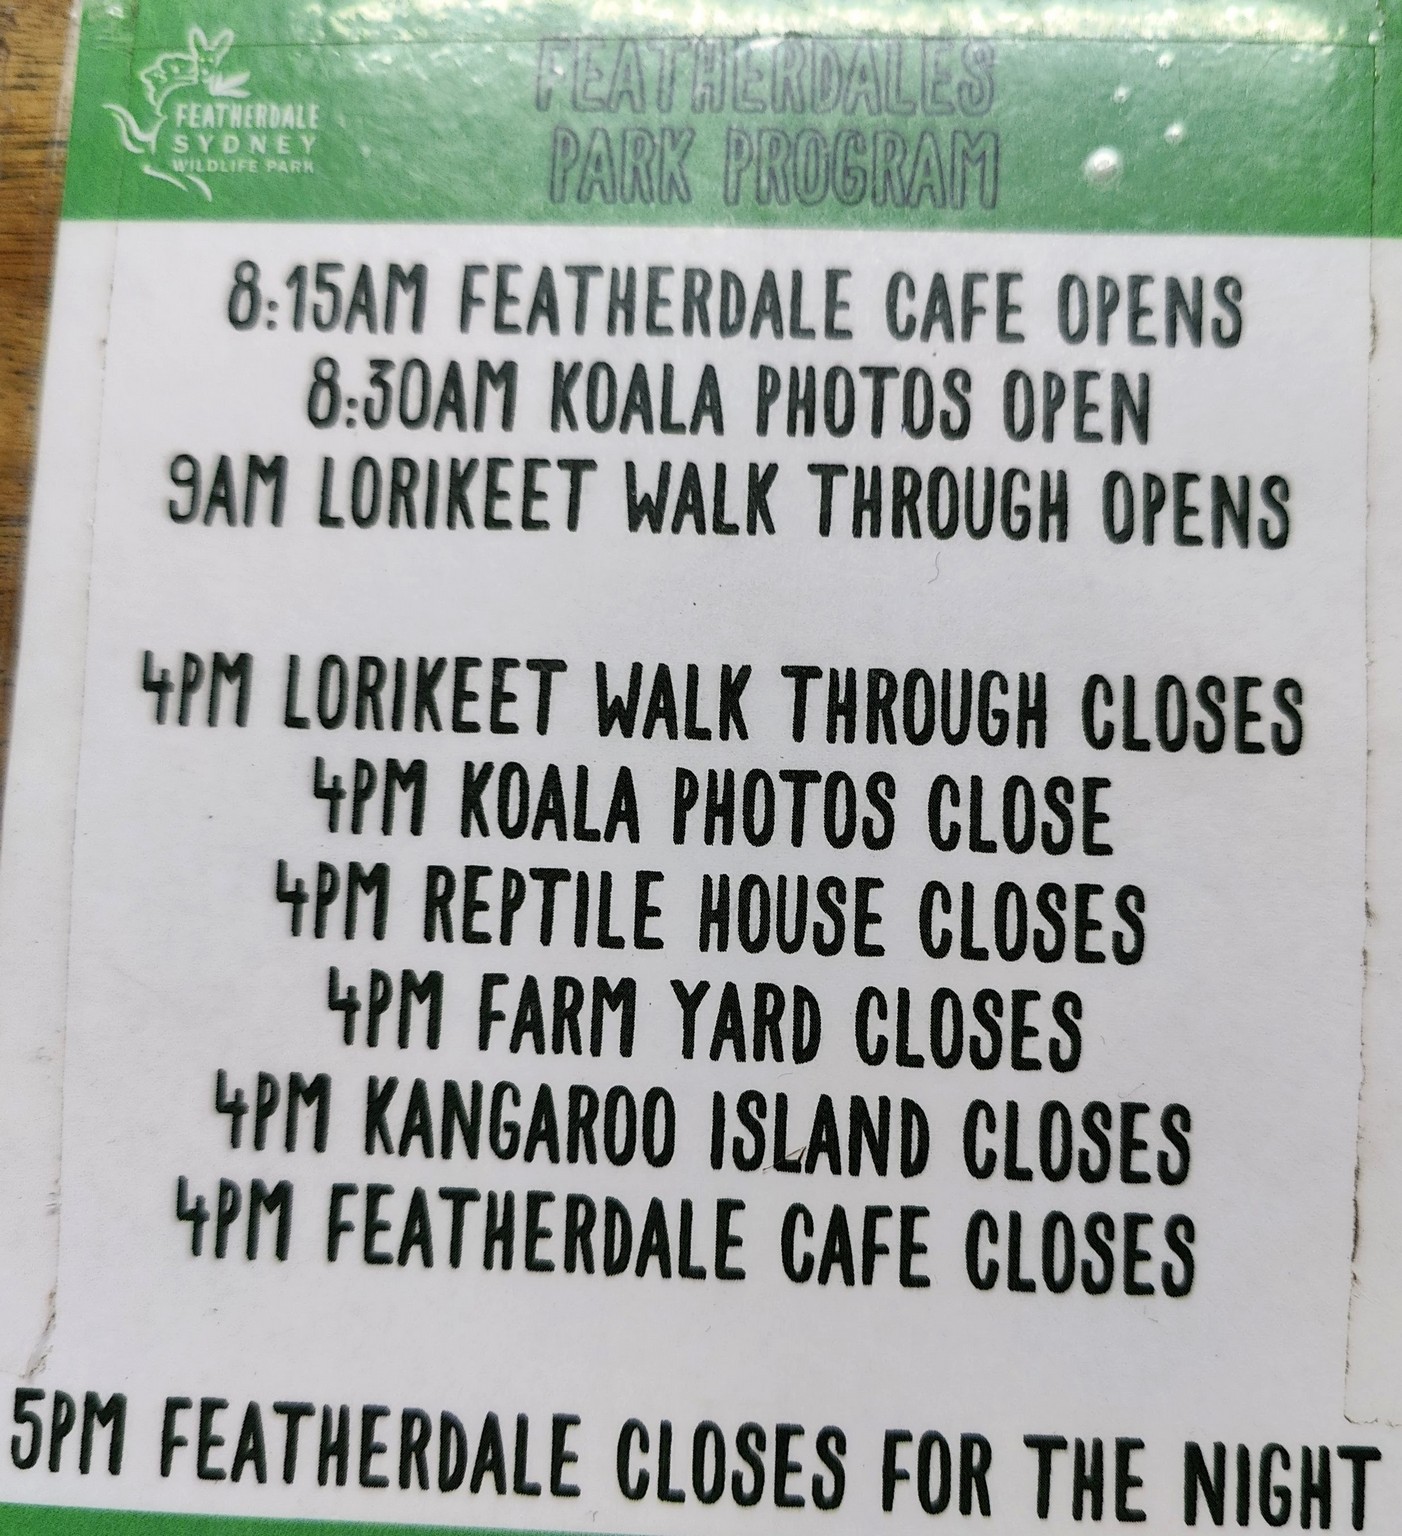 FEATHERDALE
SYDNEY
WILDLIFE PARK
FEATHERDALES
PARK PROGRAM
8:15AM FEATHERDALE CAFE OPENS
8:30AM KOALA PHOTOS OPEN
9AM LORIKEET WALK THROUGH OPENS
4PM LORIKEET WALK THROUGH CLOSES
4PM KOALA PHOTOS CLOSE
4PM REPTILE HOUSE CLOSES
4PM FARM YARD CLOSES
4PM KANGAROO ISLAND CLOSES
4PM FEATHERDALE CAFE CLOSES
5PM FEATHERDALE CLOSES FOR THE NIGHT